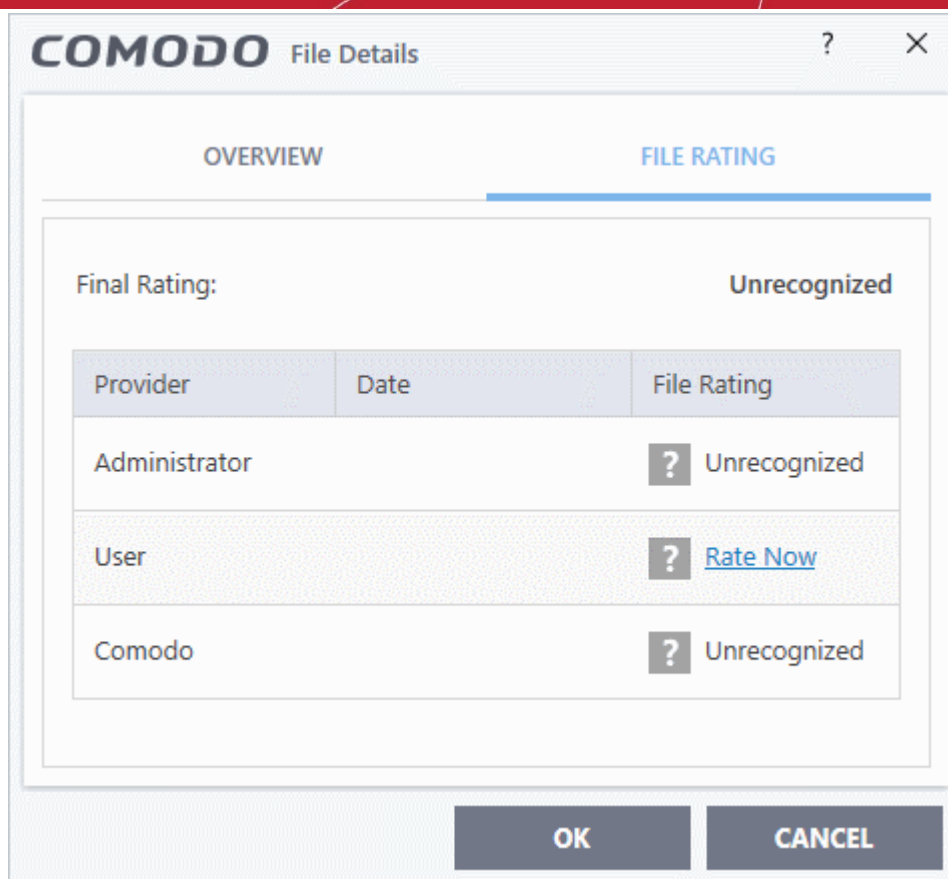 COMODO File Details ? ×
OVERVIEW FILE RATING
Final Rating: Unrecognized
Provider Date File Rating
Administrator ? Unrecognized
User ? Rate Now
Comodo ? Unrecognized
OK CANCEL